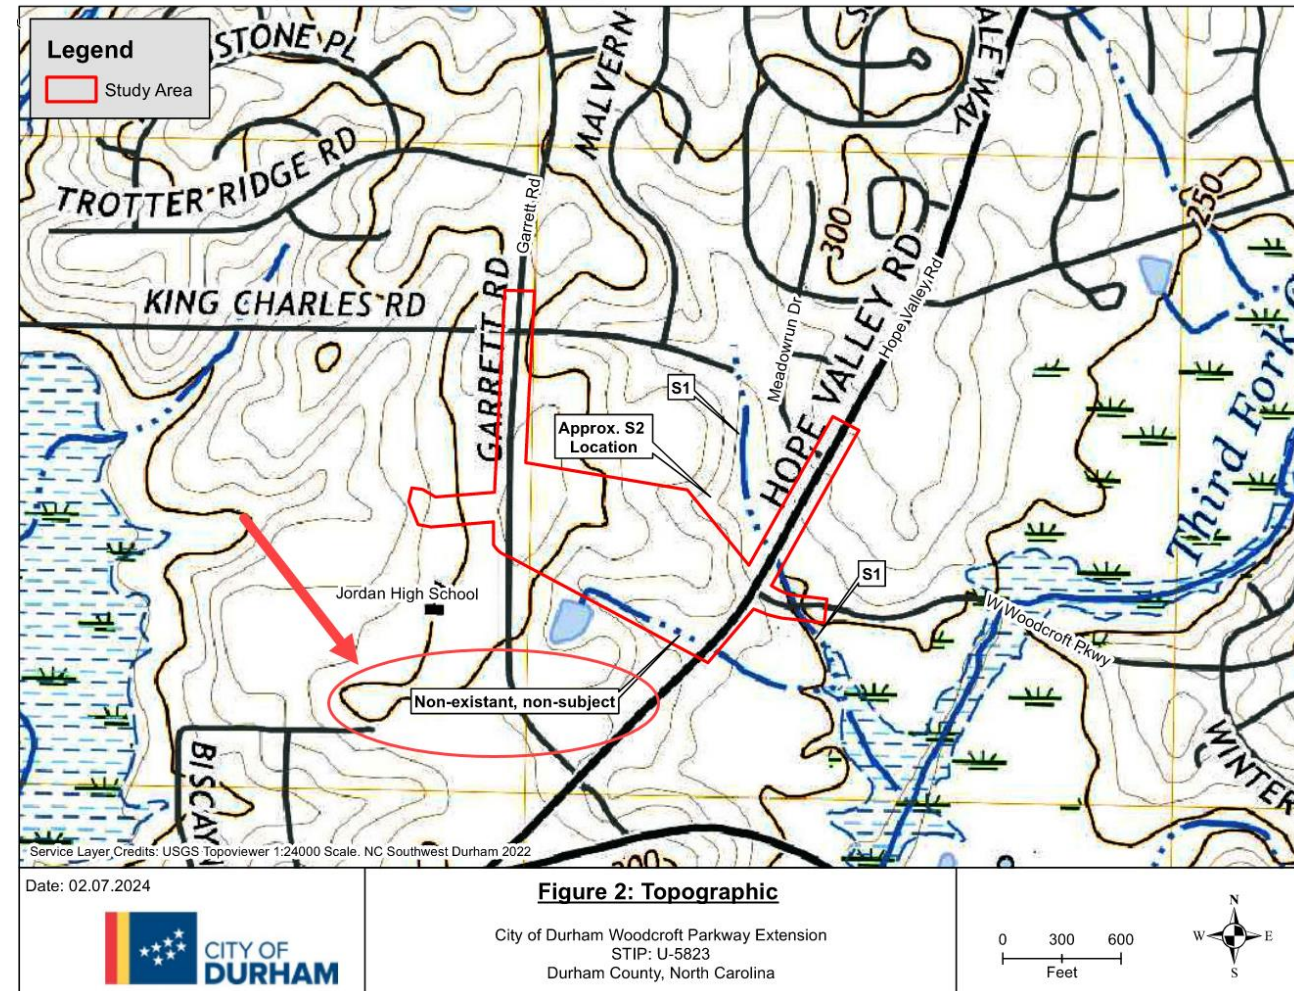 Legend
Study Area
STONE PL
MALVERN
ALE WAY
TROTTER RIDGE RD
Garrett Rd
300
250
KING CHARLES RD
GARRETT RD
HOPE VALLEY RD
Hope Valley Rd
Meadowrun Dr
S1
Approx. S2
Location
Third Fork
Jordan High School
S1
W Woodcroft Pkwy
Non-existant, non-subject
BISCAY
WINTER
Service Layer Credits: USGS Topoviewer 1:24000 Scale. NC Southwest Durham 2022
Date: 02.07.2024
CITY OF
DURHAM
Figure 2: Topographic
City of Durham Woodcroft Parkway Extension
STIP: U-5823
Durham County, North Carolina
0 300 600
Feet
N
W E
S